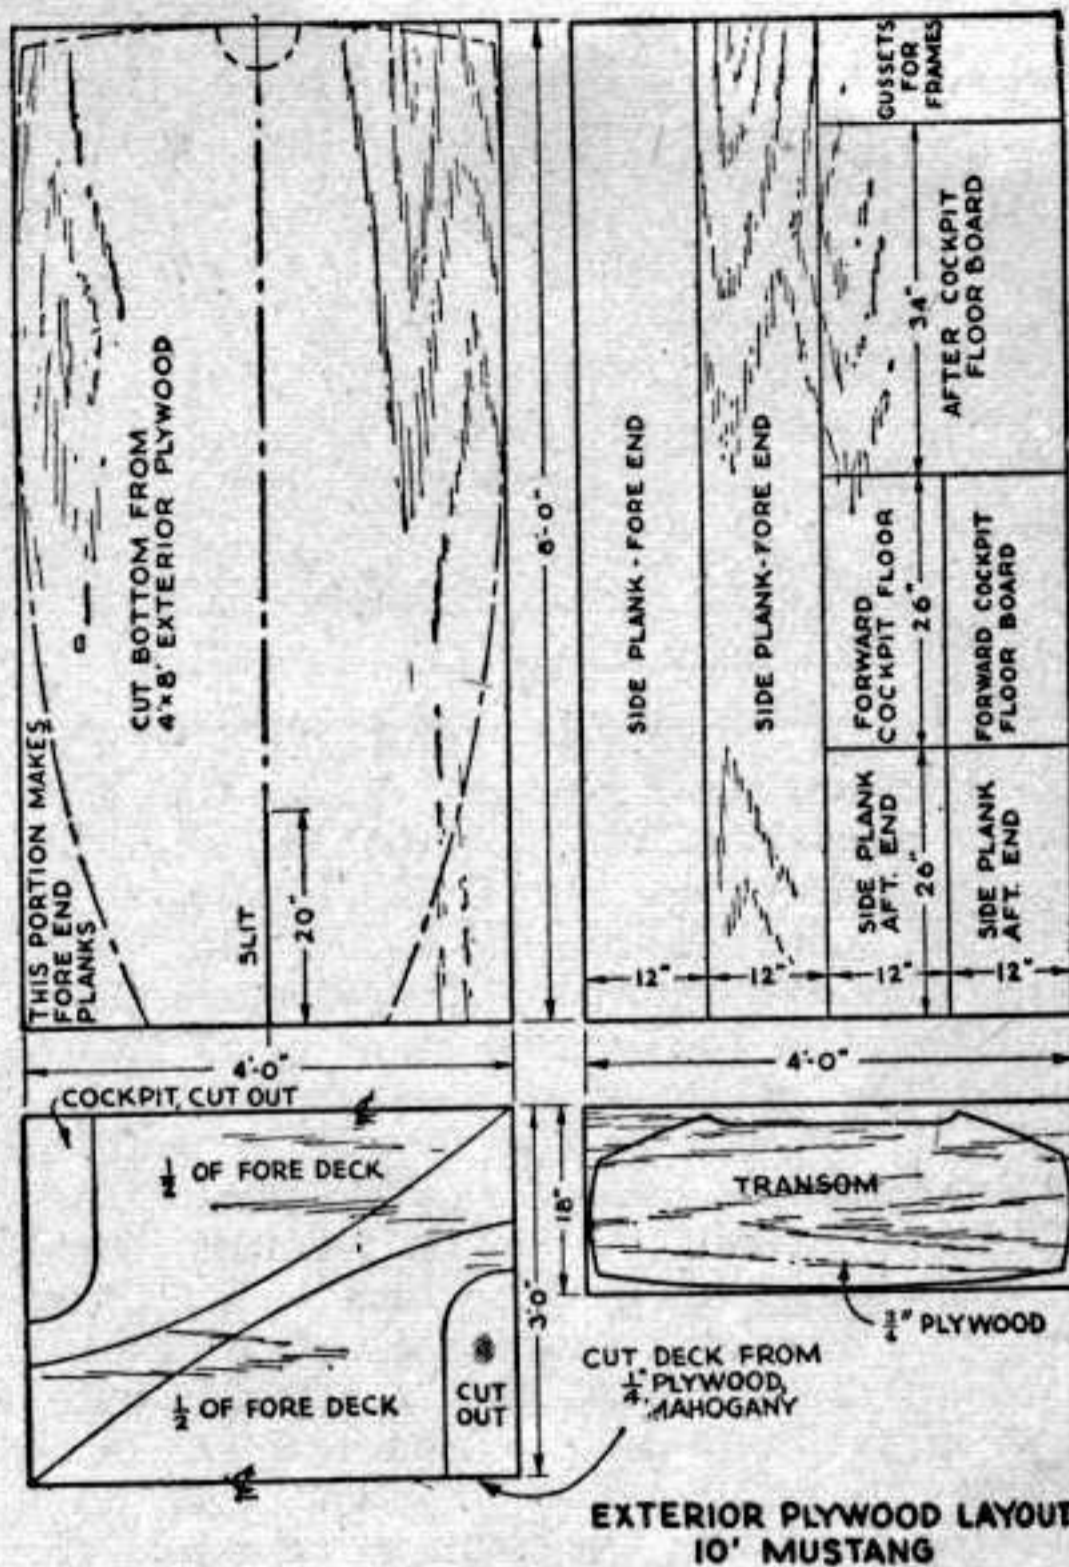 THIS PORTION MAKES
FORE END
PLANKS
CUT BOTTOM FROM
4'x8' EXTERIOR PLYWOOD
SLIT
20"
8'-0"
4'-0"
SIDE PLANK - FORE END
SIDE PLANK-FORE END
GUSSETS
FOR
FRAMES
34"
AFTER COCKPIT
FLOOR BOARD
FORWARD
COCKPIT FLOOR
26"
FORWARD COCKPIT
FLOOR BOARD
SIDE PLANK
AFT. END
26"
SIDE PLANK
AFT. END
12"
12"
12"
12"
4'-0"
COCKPIT, CUT OUT
½ OF FORE DECK
½ OF FORE DECK
CUT
OUT
3'0"
18"
TRANSOM
" PLYWOOD
CUT DECK FROM
¼" PLYWOOD,
MAHOGANY
EXTERIOR PLYWOOD LAYOUT
10' MUSTANG